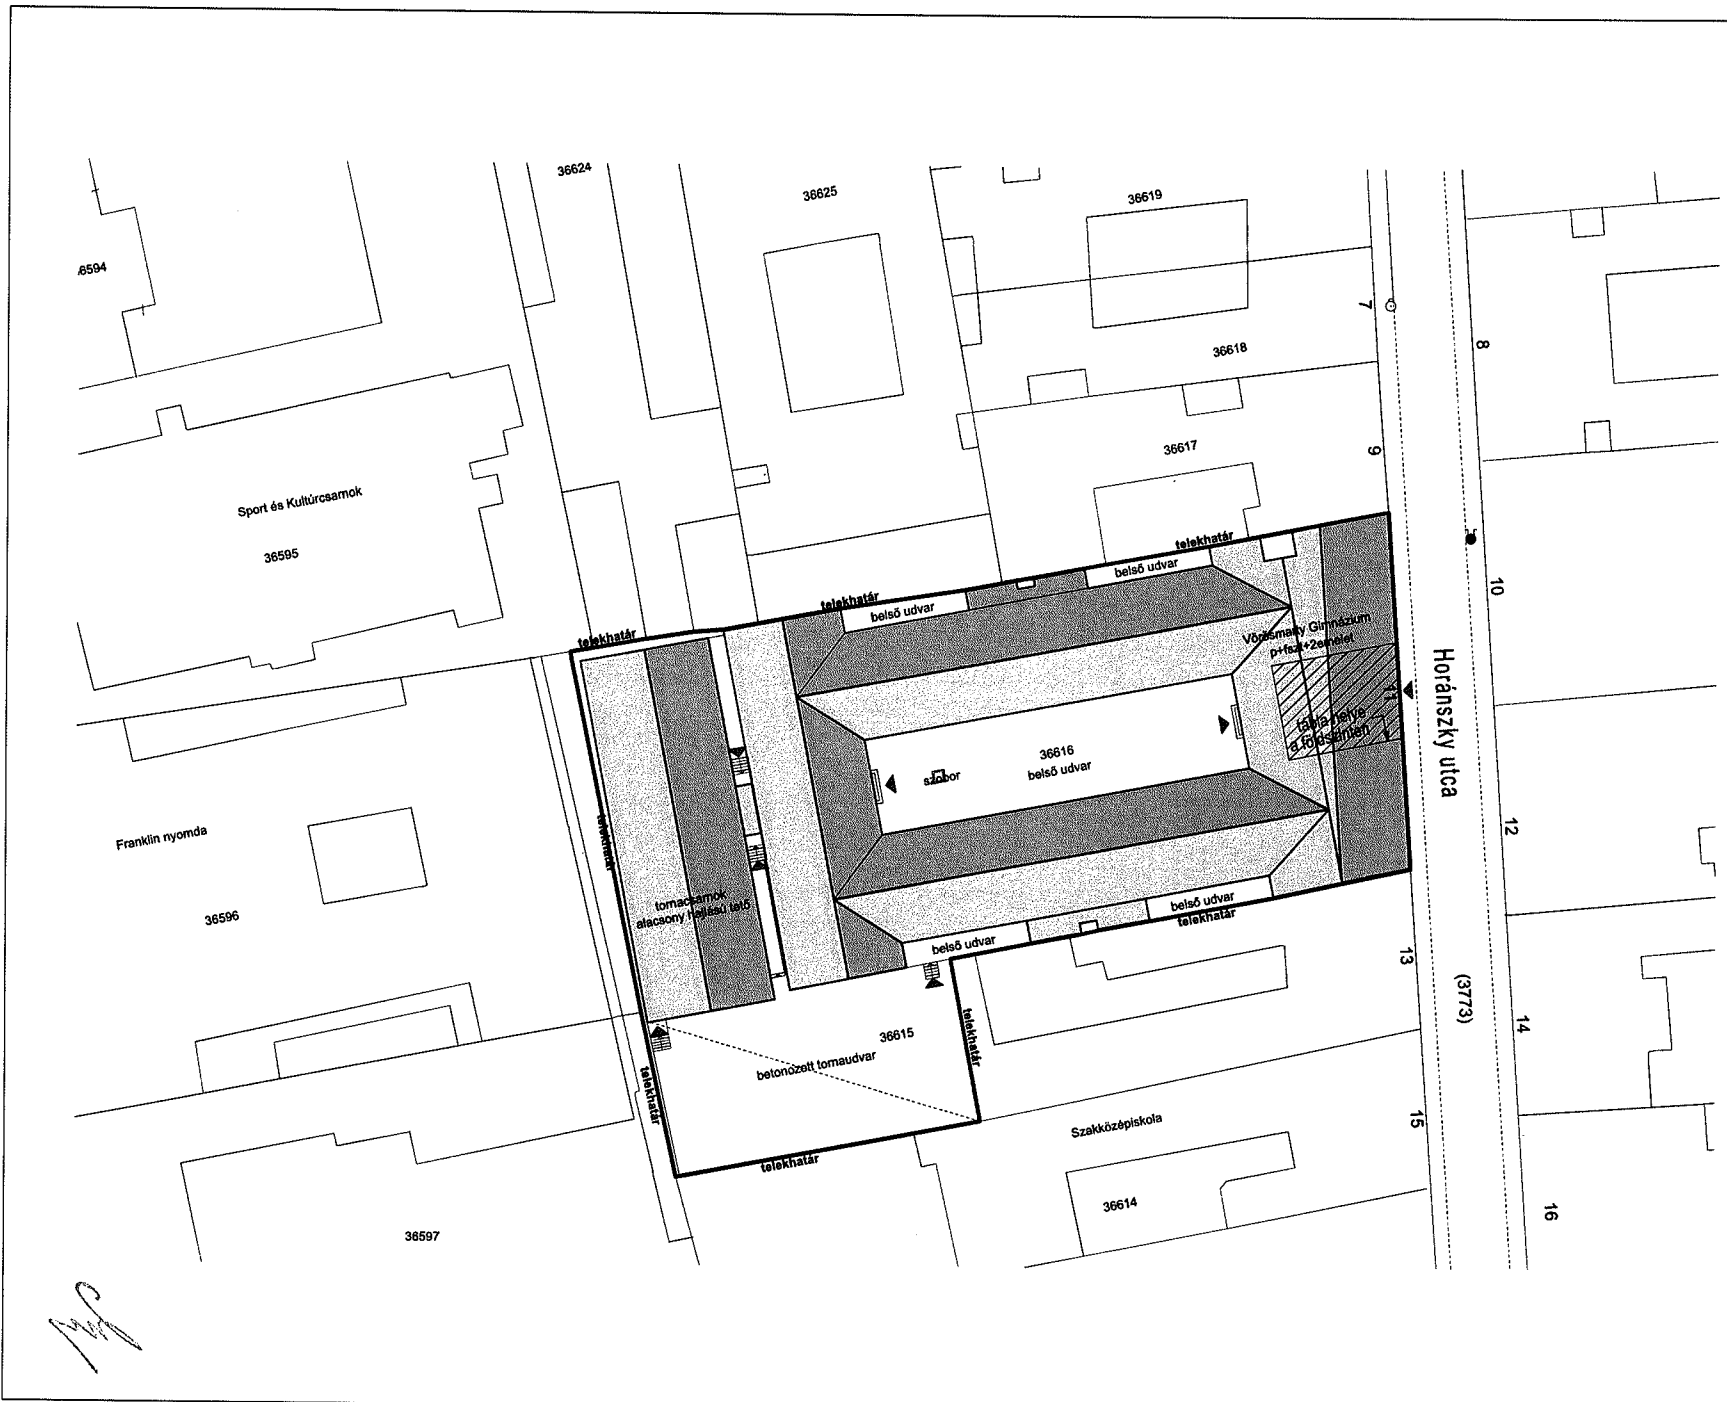 36624
36625
36619
36594
7
8
36618
9
36617
Sport és Kultúrcsarnok
36595
telekhatár
belső udvar
10
telekhatár
belső udvar
telekhatár
Vörösmarty Gimnázium
p+fszt+2emelet
11
Horánszky utca
tábla helye
a földszinten
36616
belső udvar
szobor
telekhatár
Franklin nyomda
12
36596
tornacsarnok
alacsony hajlású tető
belső udvar
telekhatár
belső udvar
13
(3773)
14
36615
betonozett tornaudvar
telekhatár
telekhatár
Szakközépiskola
15
telekhatár
36614
16
36597